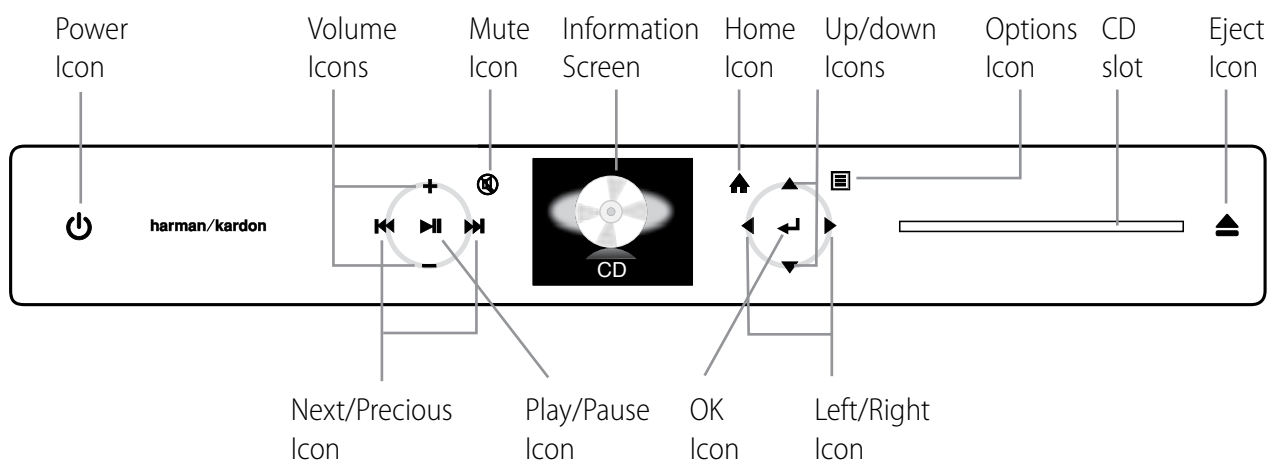 Power
Icon
Volume
Icons
Mute
Icon
Information
Screen
Home
Icon
Up/down
Icons
Options
Icon
CD
slot
Eject
Icon
harman/kardon
CD
Next/Precious
Icon
Play/Pause
Icon
OK
Icon
Left/Right
Icon